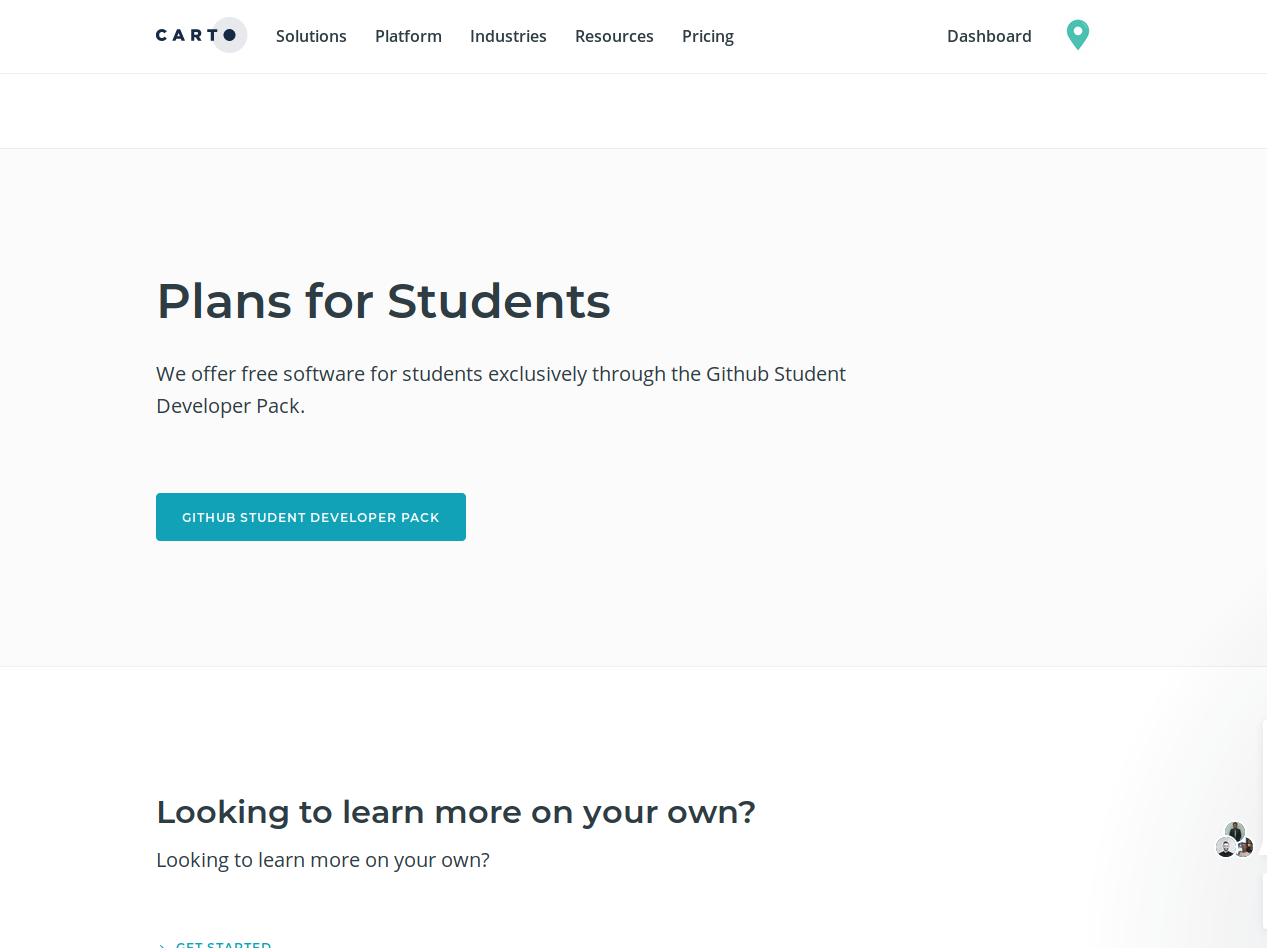 CARTO
Solutions
Platform
Industries
Resources
Pricing
Dashboard
Plans for Students
We offer free software for students exclusively through the Github Student
Developer Pack.
GITHUB STUDENT DEVELOPER PACK
Looking to learn more on your own?
Looking to learn more on your own?
GET STARTED